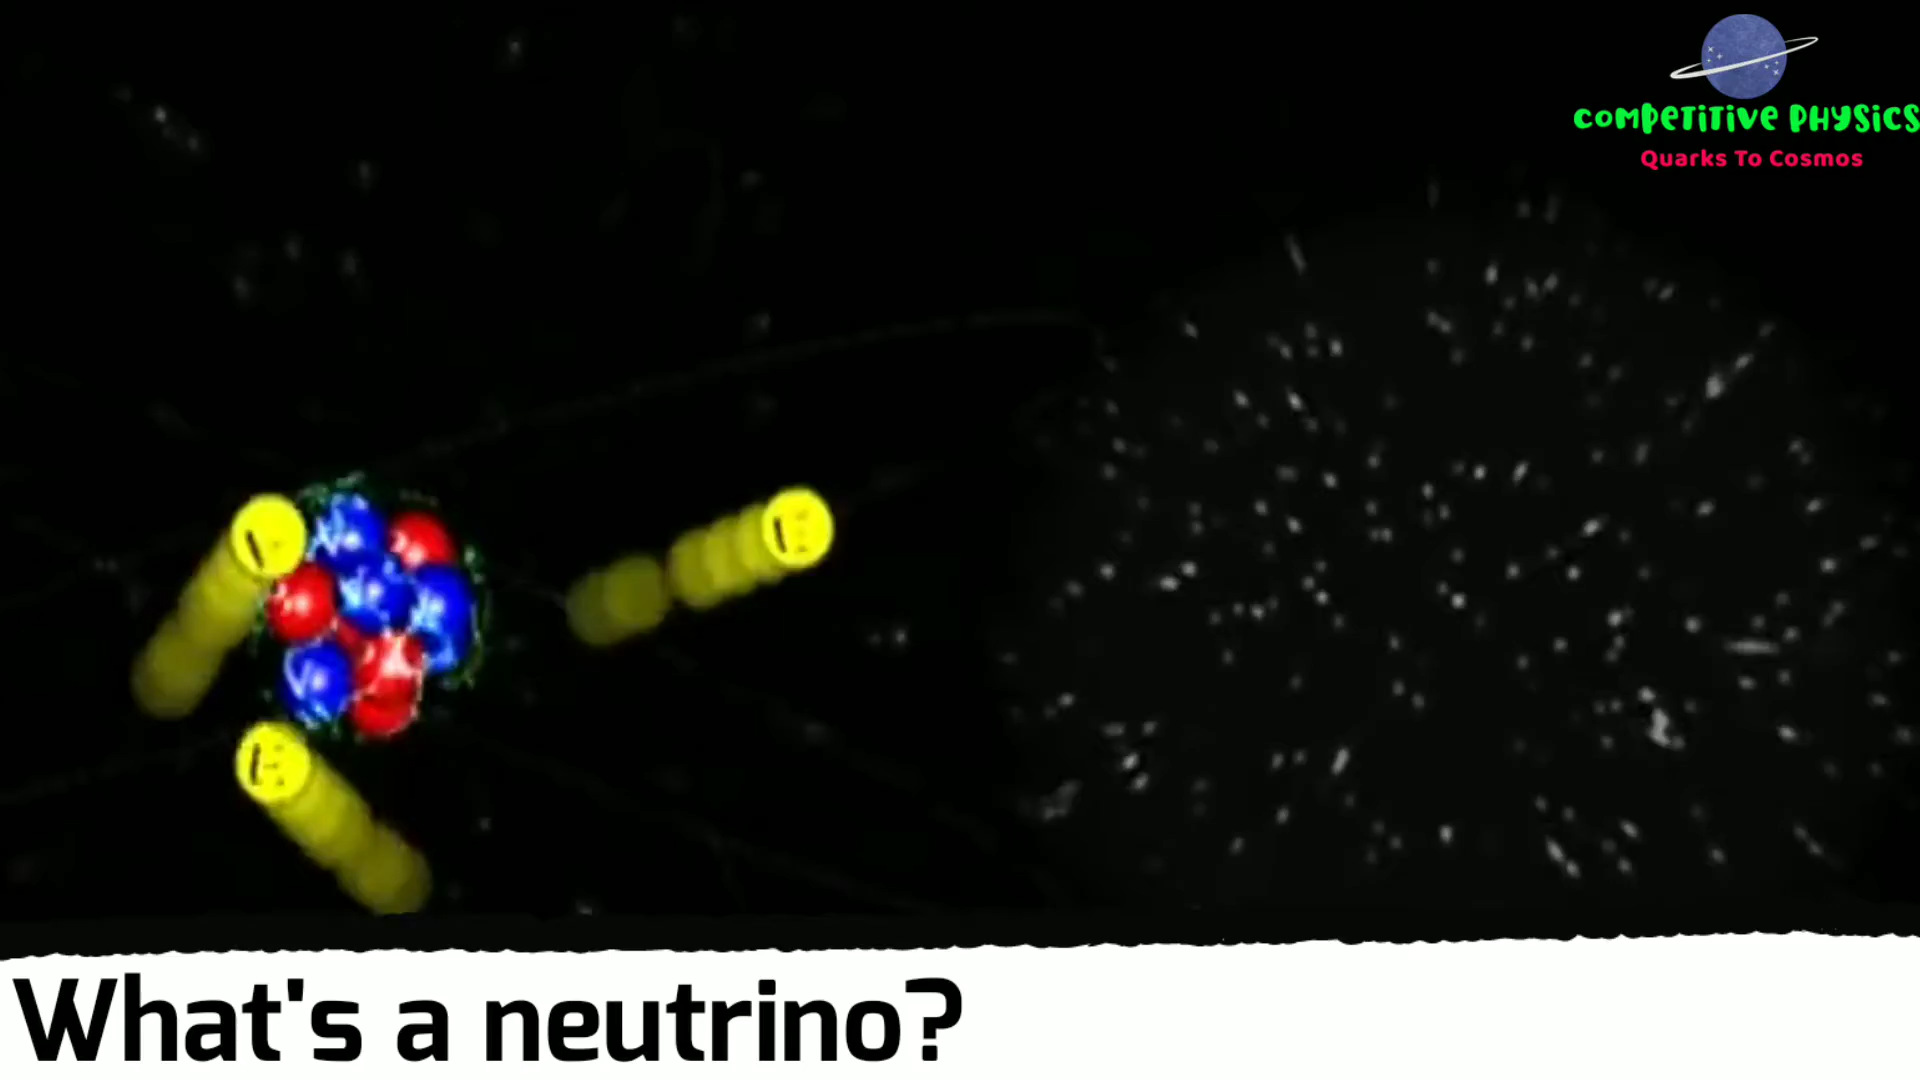 COMPETITIVE PHYSICS
Quarks To Cosmos
What's a neutrino?